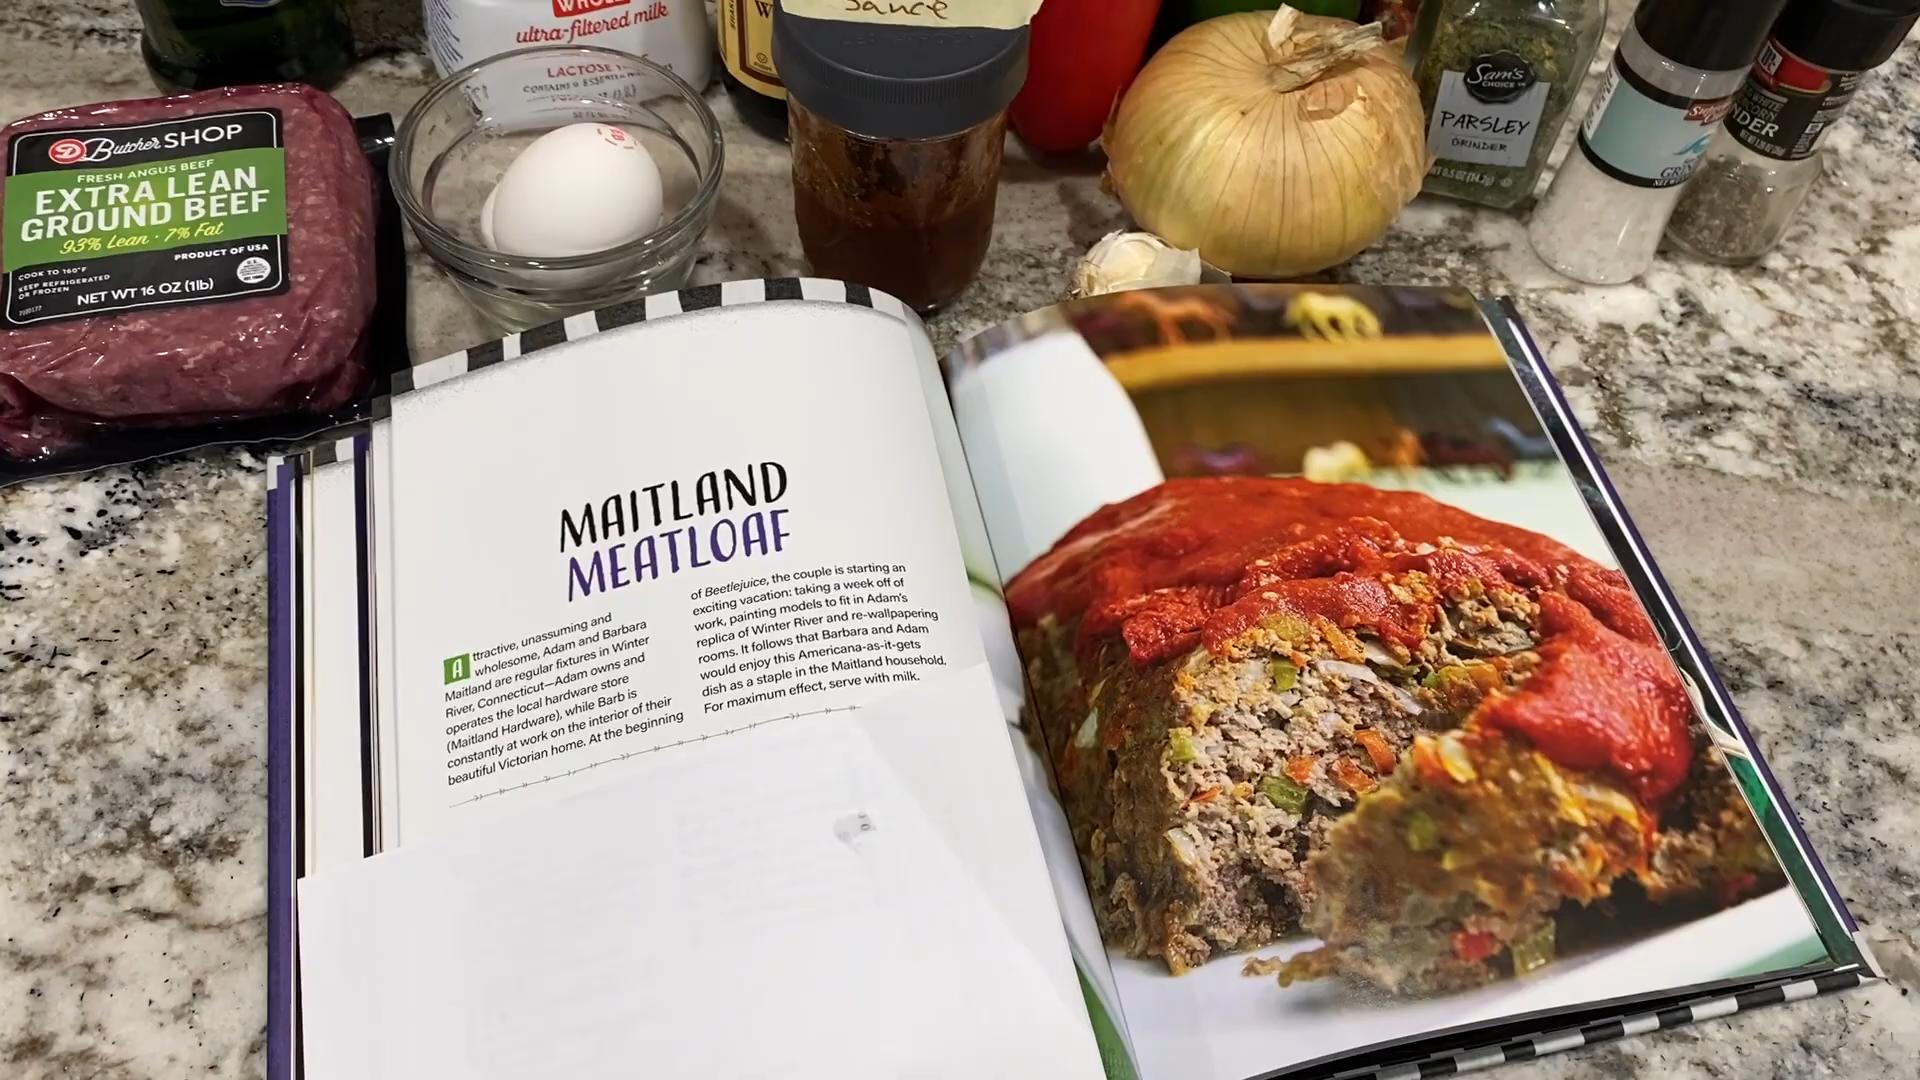 WHOLE
ultra-filtered milk
LACTOSE
Sauce
Butcher SHOP
FRESH ANGUS BEEF
EXTRA LEAN
GROUND BEEF
93% Lean · 7% Fat
PRODUCT OF USA
COOK TO 160°F
KEEP REFRIGERATED
OR FROZEN
NET WT 16 OZ (1lb)
Sam's
CHOICE
PARSLEY
GRINDER
MAITLAND
MEATLOAF
Attractive, unassuming and
wholesome, Adam and Barbara
Maitland are regular fixtures in Winter
River, Connecticut—Adam owns and
operates the local hardware store
(Maitland Hardware), while Barb is
constantly at work on the interior of their
beautiful Victorian home. At the beginning
of Beetlejuice, the couple is starting an
exciting vacation: taking a week off of
work, painting models to fit in Adam's
replica of Winter River and re-wallpapering
rooms. It follows that Barbara and Adam
would enjoy this Americana-as-it-gets
dish as a staple in the Maitland household.
For maximum effect, serve with milk.